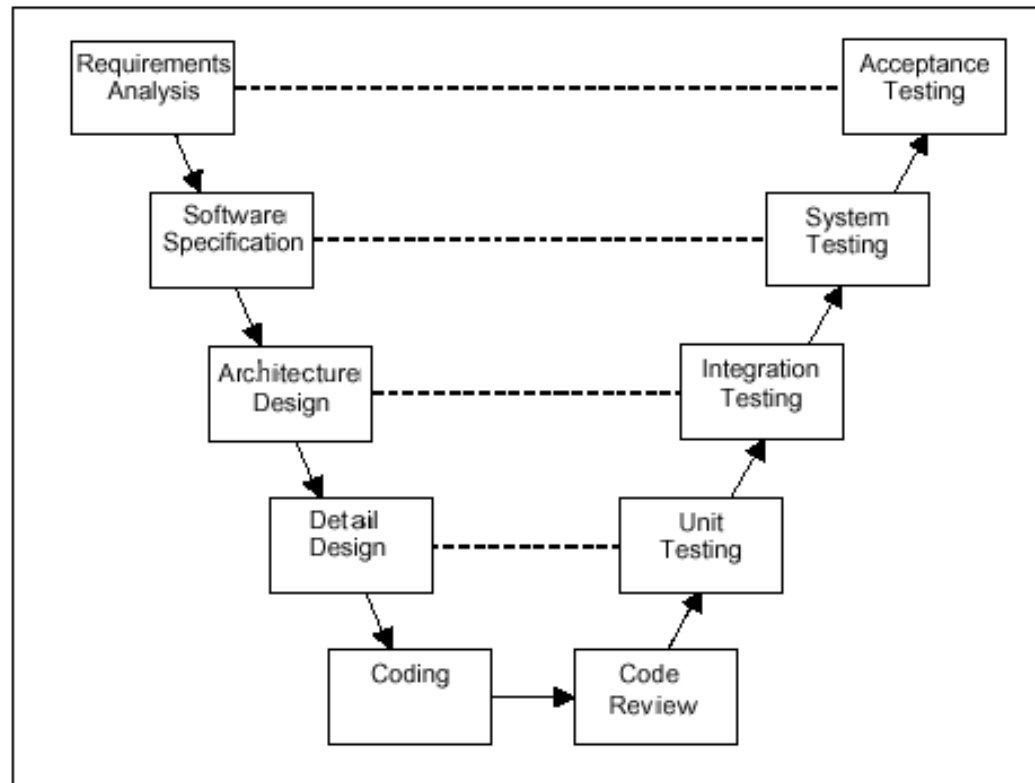 Requirements
Analysis
Acceptance
Testing
Software
Specification
System
Testing
Architecture
Design
Integration
Testing
Detail
Design
Unit
Testing
Coding
Code
Review